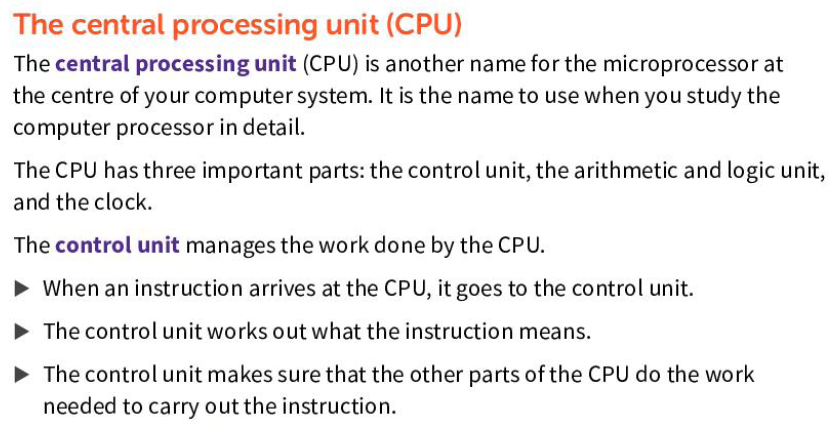 The central processing unit (CPU)
The central processing unit (CPU) is another name for the microprocessor at
the centre of your computer system. It is the name to use when you study the
computer processor in detail.
The CPU has three important parts: the control unit, the arithmetic and logic unit,
and the clock.
The control unit manages the work done by the CPU.
▶ When an instruction arrives at the CPU, it goes to the control unit.
▶ The control unit works out what the instruction means.
▶ The control unit makes sure that the other parts of the CPU do the work
needed to carry out the instruction.